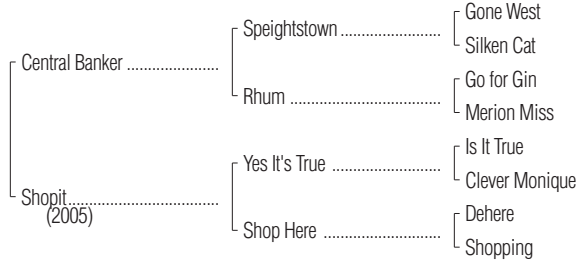 Gone West
Speightstown
Silken Cat
Central Banker
Go for Gin
Rhum
Merion Miss
Is It True
Yes It's True
Clever Monique
Shopit
(2005)
Dehere
Shop Here
Shopping